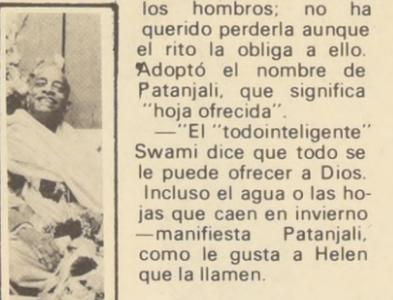 los hombros; no ha
querido perderla aunque
el rito la obliga a ello.
Adoptó el nombre de
Patanjali, que significa
"hoja ofrecida".
—"El "todointeligente"
Swami dice que todo se
le puede ofrecer a Dios.
Incluso el agua o las ho-
jas que caen en invierno
—manifiesta Patanjali,
como le gusta a Helen
que la llamen.